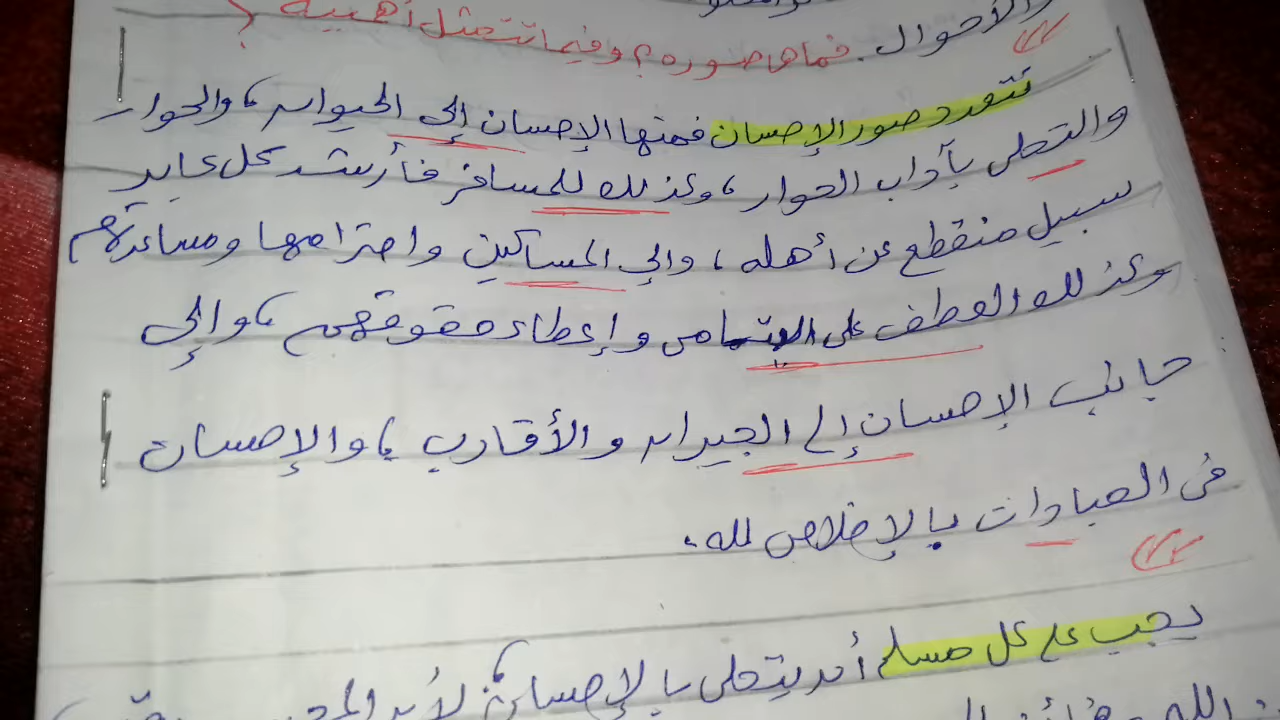 والأحوال. فما هي صوره؟ وفيما تتمثل أهميته؟
تتعدد صور الإحسان فمنها الإحسان إلى الحيوان، والحوار
والتحلي بآداب الحوار، وكذلك للمسافر فأرشد كل عابر
سبيل منقطع عن أهله، وإلى المساكين واحترامها ومساعدتهم
وكذلك العطف على اليتامى وإعطاء حقوقهم، وإلى
جانب الإحسان إلى الجيران والأقارب، والإحسان
في العبادات بالإخلاص لله.
يجب على كل مسلم أن يتحلى بالإحسان، لأن
الله